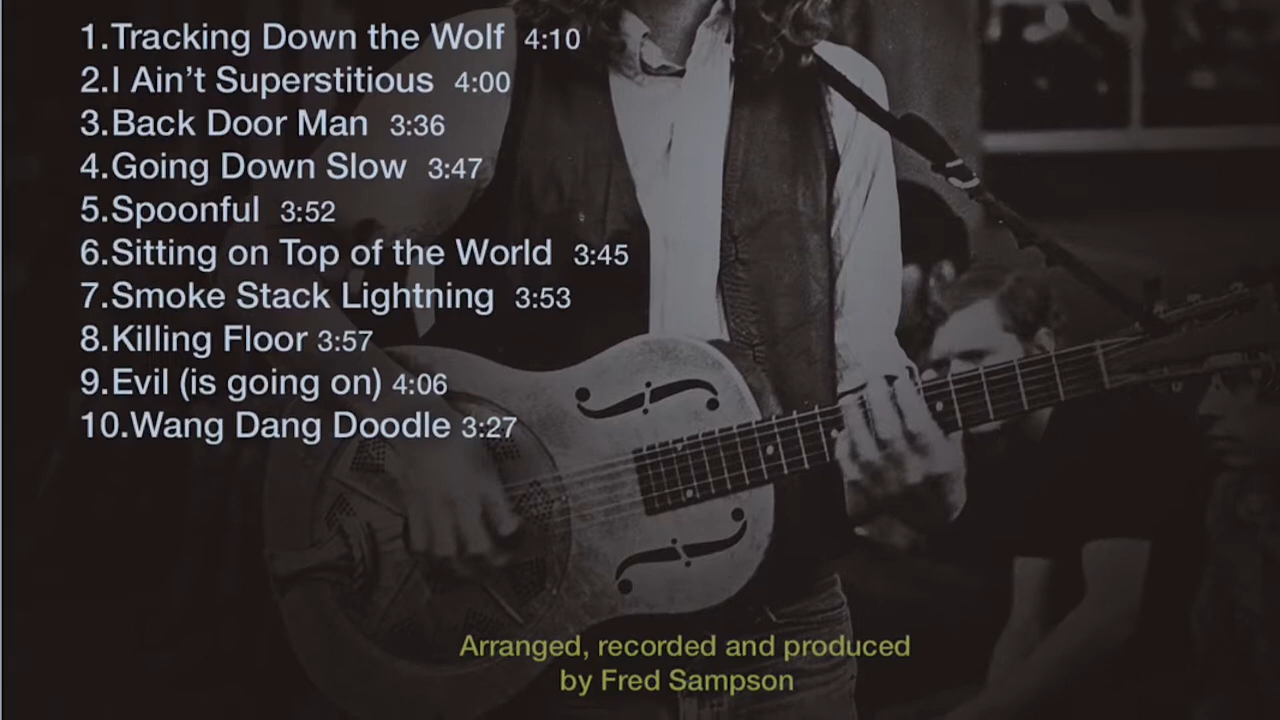 1.Tracking Down the Wolf 4:10
2.I Ain't Superstitious 4:00
3.Back Door Man 3:36
4.Going Down Slow 3:47
5.Spoonful 3:52
6.Sitting on Top of the World 3:45
7.Smoke Stack Lightning 3:53
8.Killing Floor 3:57
9.Evil (is going on) 4:06
10.Wang Dang Doodle 3:27
Arranged, recorded and produced
by Fred Sampson